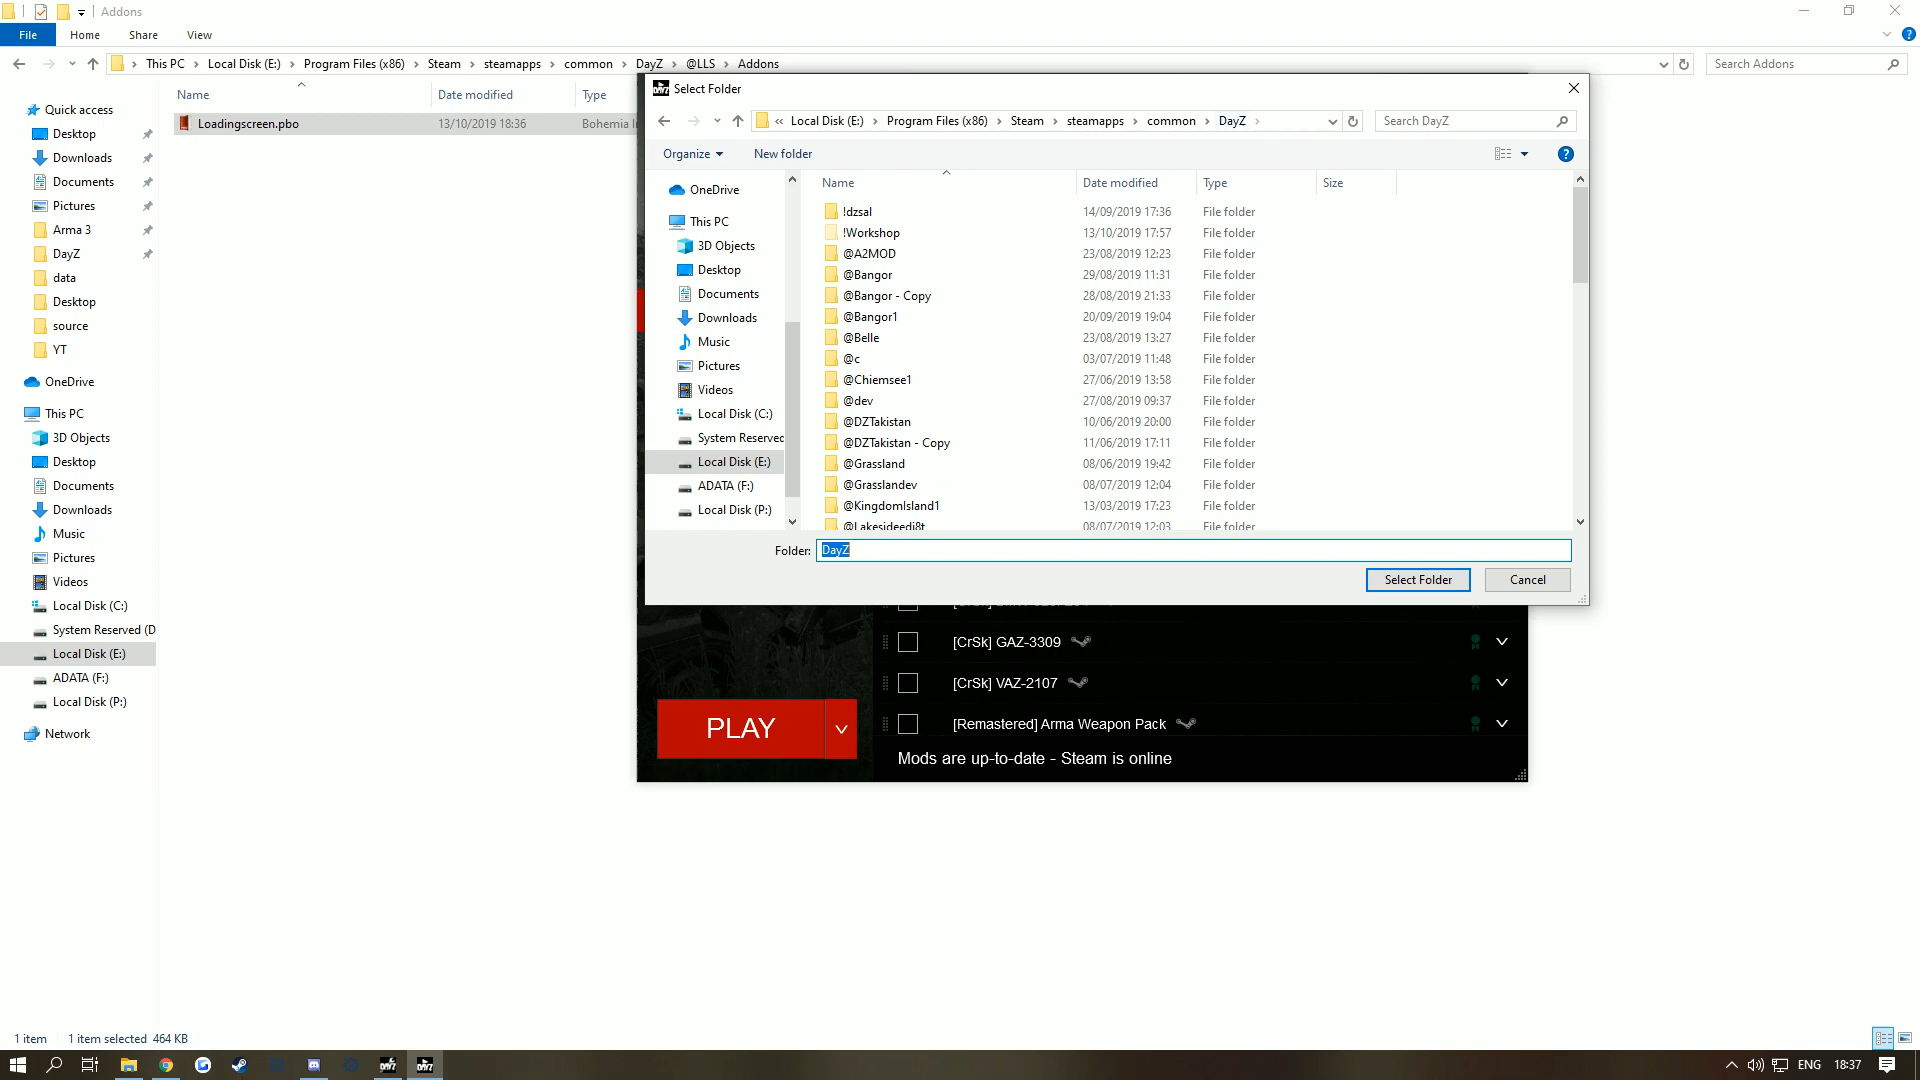 Addons
File Home Share View
This PC > Local Disk (E:) > Program Files (x86) > Steam > steamapps > common > DayZ > @LLS > Addons
Search Addons
Name Date modified Type
Loadingscreen.pbo 13/10/2019 18:36 Bohemia
Quick access
Desktop
Downloads
Documents
Pictures
Arma 3
DayZ
data
Desktop
source
YT
OneDrive
This PC
3D Objects
Desktop
Documents
Downloads
Music
Pictures
Videos
Local Disk (C:)
System Reserved (D
Local Disk (E:)
ADATA (F:)
Local Disk (P:)
Network
1 item 1 item selected 464 KB
Select Folder
« Local Disk (E:) > Program Files (x86) > Steam > steamapps > common > DayZ >
Search DayZ
Organize New folder
OneDrive
This PC
3D Objects
Desktop
Documents
Downloads
Music
Pictures
Videos
Local Disk (C:)
System Reserved
Local Disk (E:)
ADATA (F:)
Local Disk (P:)
Name Date modified Type Size
!dzsal 14/09/2019 17:36 File folder
!Workshop 13/10/2019 17:57 File folder
@A2MOD 23/08/2019 12:23 File folder
@Bangor 29/08/2019 11:31 File folder
@Bangor - Copy 28/08/2019 21:33 File folder
@Bangor1 20/09/2019 19:04 File folder
@Belle 23/08/2019 13:27 File folder
@c 03/07/2019 11:48 File folder
@Chiemsee1 27/06/2019 13:58 File folder
@dev 27/08/2019 09:37 File folder
@DZTakistan 10/06/2019 20:00 File folder
@DZTakistan - Copy 11/06/2019 17:11 File folder
@Grassland 08/06/2019 19:42 File folder
@Grasslandev 08/07/2019 12:04 File folder
@KingdomIsland1 13/03/2019 17:23 File folder
@Lakesideedi8t 08/07/2019 12:03 File folder
Folder: DayZ
Select Folder Cancel
[CrSk] GAZ-3309
[CrSk] VAZ-2107
[Remastered] Arma Weapon Pack
PLAY
Mods are up-to-date - Steam is online
ENG 18:37